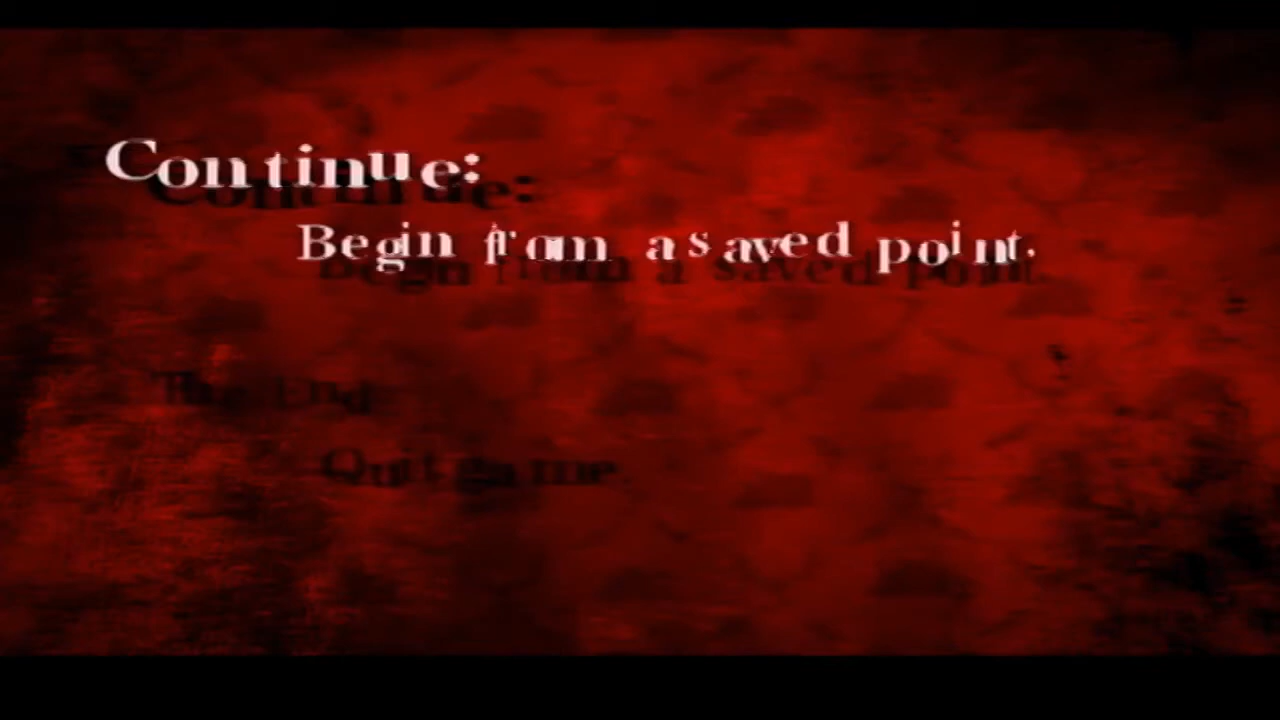 Continue:
Begin from a saved point.
The End
Quit game.